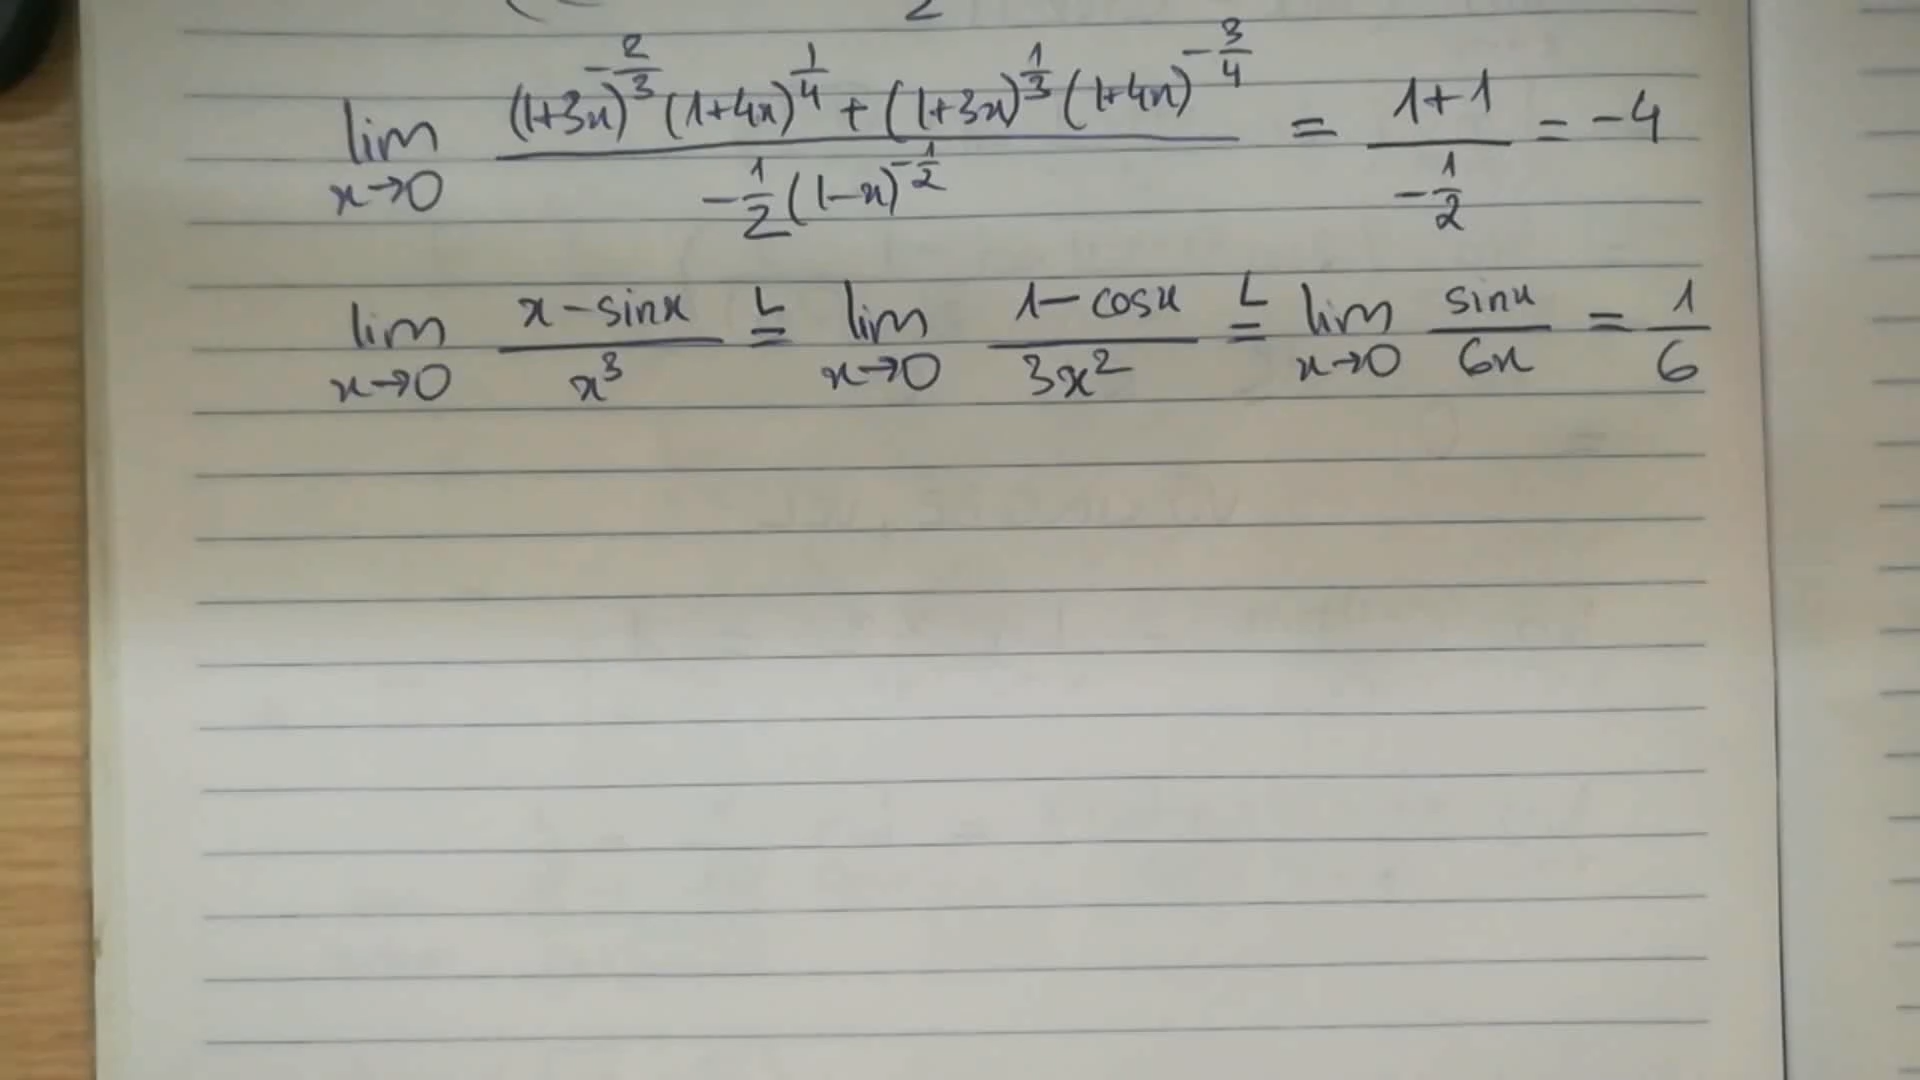 2
lim x→0 ((1+3x)^(-2/3) (1+4x)^(1/4) + (1+3x)^(1/3) (1+4x)^(-3/4)) / (-1/2 (1-x)^(-1/2)) = (1+1)/(-1/2) = -4
lim x→0 (x-sinx)/x³ =^L lim x→0 (1-cosx)/(3x²) =^L lim x→0 sinx/(6x) = 1/6